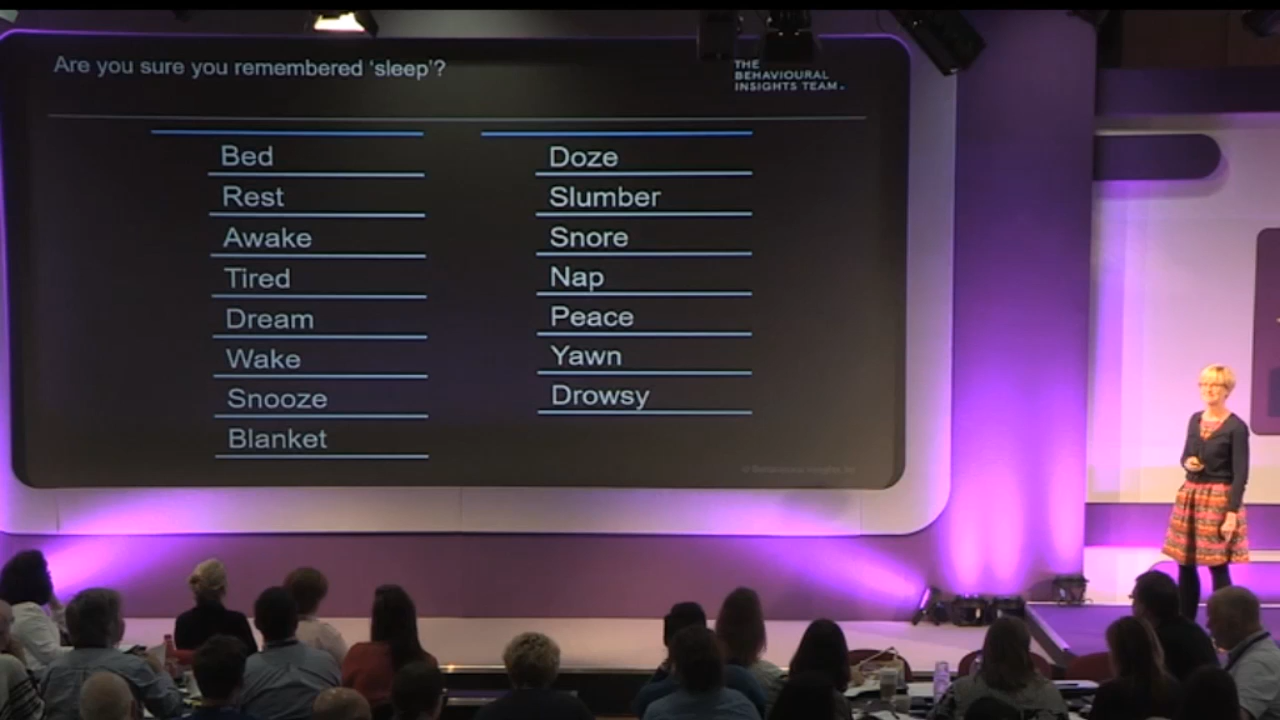 Are you sure you remembered 'sleep'?
THE
BEHAVIOURAL
INSIGHTS TEAM.
Bed
Rest
Awake
Tired
Dream
Wake
Snooze
Blanket
Doze
Slumber
Snore
Nap
Peace
Yawn
Drowsy